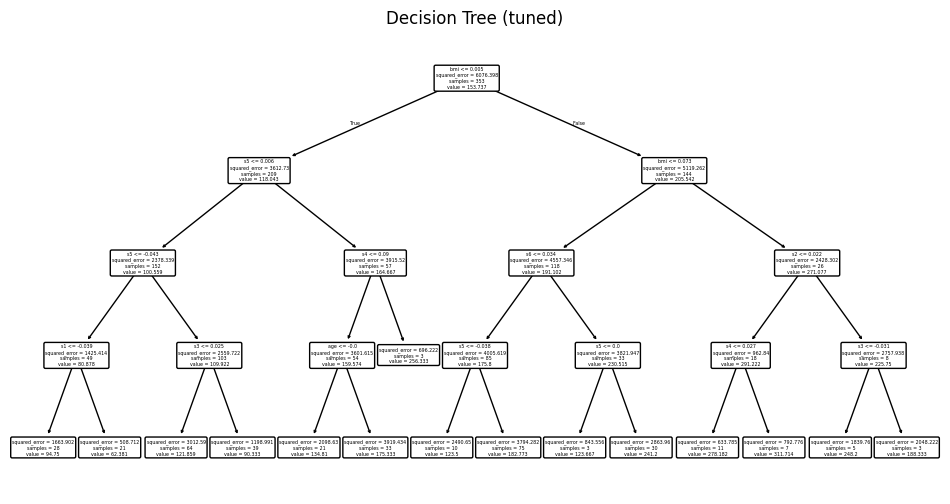 Decision Tree (tuned)
bmi <= 0.005
squared_error = 6076.398
samples = 353
value = 153.737
True
False
s5 <= 0.006
squared_error = 3612.73
samples = 209
value = 118.043
bmi <= 0.073
squared_error = 5119.262
samples = 144
value = 205.542
s5 <= -0.043
squared_error = 2378.339
samples = 152
value = 100.559
s4 <= 0.09
squared_error = 3915.52
samples = 57
value = 164.667
s6 <= 0.034
squared_error = 4557.346
samples = 118
value = 191.102
s2 <= 0.022
squared_error = 2428.302
samples = 26
value = 271.077
s1 <= -0.039
squared_error = 1425.414
samples = 49
value = 80.878
s3 <= 0.025
squared_error = 2559.722
samples = 103
value = 109.922
age <= -0.0
squared_error = 3601.615
samples = 54
value = 159.574
squared_error = 696.222
samples = 3
value = 256.333
s5 <= -0.038
squared_error = 4005.619
samples = 85
value = 175.8
s5 <= 0.0
squared_error = 3821.947
samples = 33
value = 230.515
s4 <= 0.027
squared_error = 962.84
samples = 18
value = 291.222
s3 <= -0.031
squared_error = 2757.938
samples = 8
value = 225.75
squared_error = 1663.902
samples = 28
value = 94.75
squared_error = 508.712
samples = 21
value = 62.381
squared_error = 3012.59
samples = 64
value = 121.859
squared_error = 1198.991
samples = 39
value = 90.333
squared_error = 2098.63
samples = 21
value = 134.81
squared_error = 3919.434
samples = 33
value = 175.333
squared_error = 2490.65
samples = 10
value = 123.5
squared_error = 3794.282
samples = 75
value = 182.773
squared_error = 843.556
samples = 3
value = 123.667
squared_error = 2863.96
samples = 30
value = 241.2
squared_error = 633.785
samples = 11
value = 278.182
squared_error = 792.776
samples = 7
value = 311.714
squared_error = 1839.76
samples = 5
value = 248.2
squared_error = 2048.222
samples = 3
value = 188.333